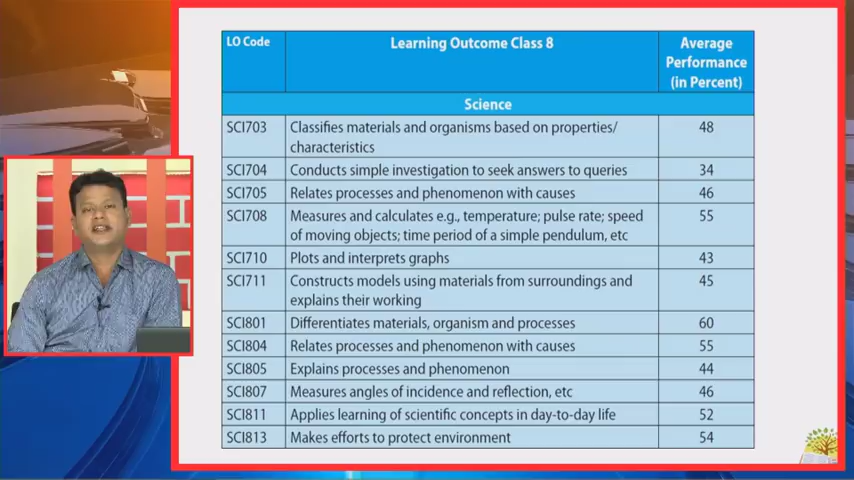 LO Code Learning Outcome Class 8 Average
Performance
(in Percent)
Science
SCI703 Classifies materials and organisms based on properties/ 48
characteristics
SCI704 Conducts simple investigation to seek answers to queries 34
SCI705 Relates processes and phenomenon with causes 46
SCI708 Measures and calculates e.g., temperature; pulse rate; speed 55
of moving objects; time period of a simple pendulum, etc
SCI710 Plots and interprets graphs 43
SCI711 Constructs models using materials from surroundings and 45
explains their working
SCI801 Differentiates materials, organism and processes 60
SCI804 Relates processes and phenomenon with causes 55
SCI805 Explains processes and phenomenon 44
SCI807 Measures angles of incidence and reflection, etc 46
SCI811 Applies learning of scientific concepts in day-to-day life 52
SCI813 Makes efforts to protect environment 54